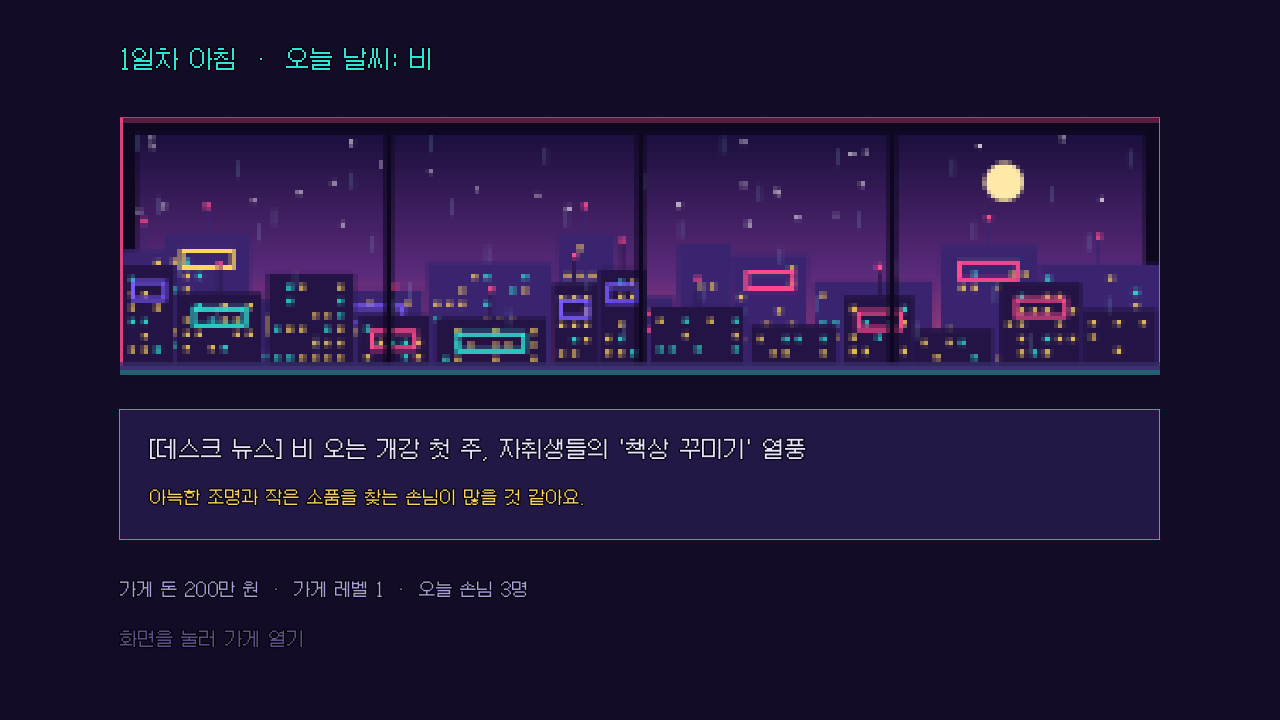 1일차 아침 · 오늘 날씨: 비
[데스크 뉴스] 비 오는 개강 첫 주, 자취생들의 '책상 꾸미기' 열풍
아늑한 조명과 작은 소품을 찾는 손님이 많을 것 같아요.
가게 돈 200만 원 · 가게 레벨 1 · 오늘 손님 3명
화면을 눌러 가게 열기